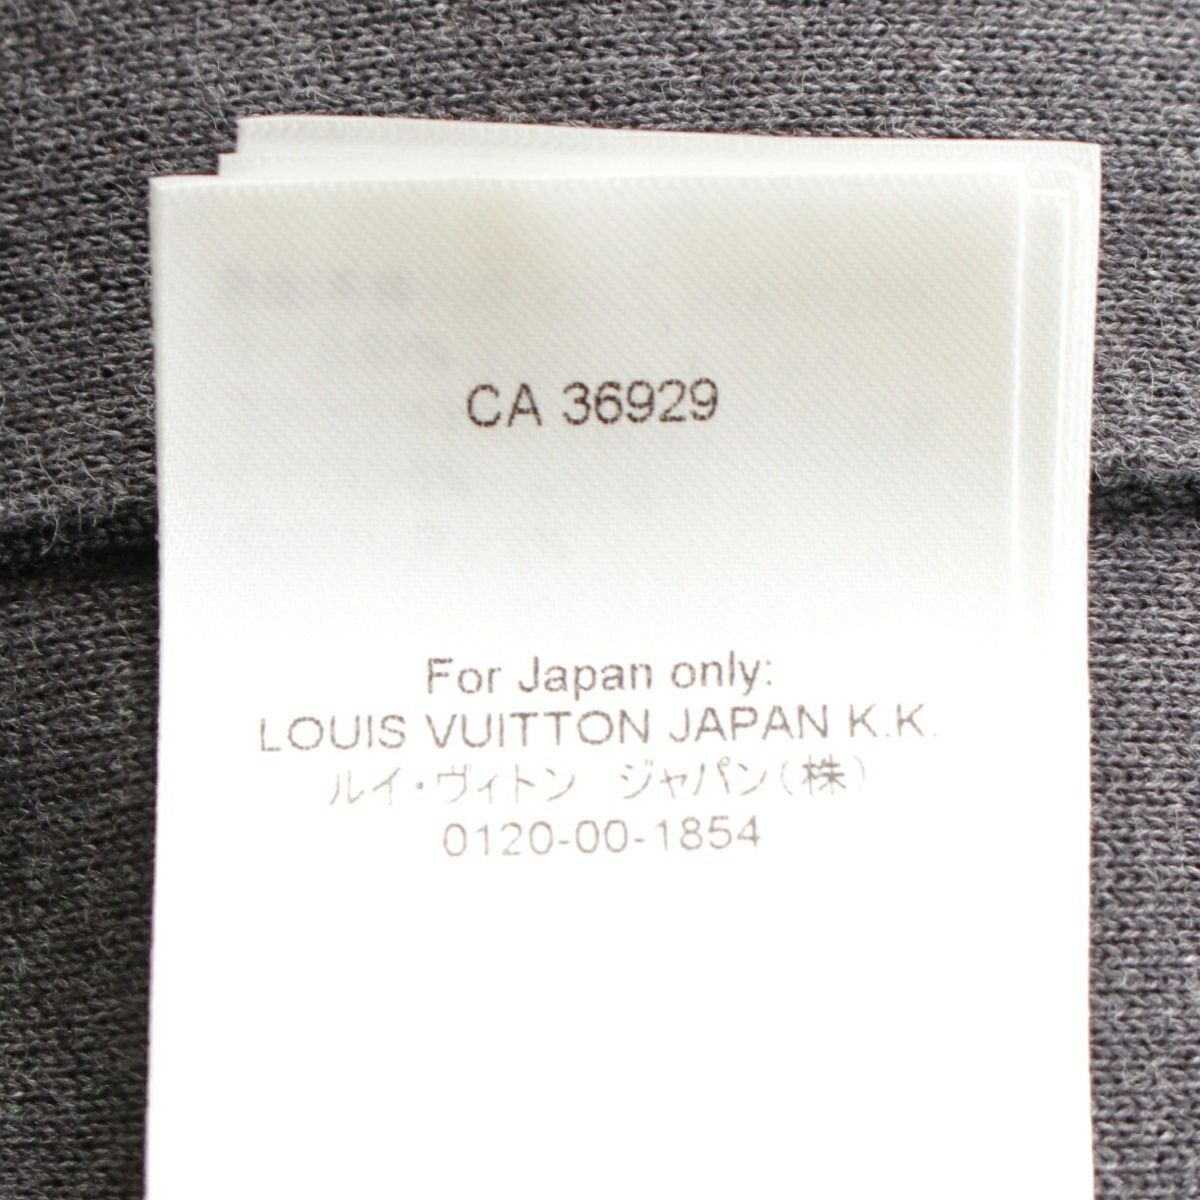 CA 36929
For Japan only:
LOUIS VUITTON JAPAN K.K.
ルイ・ヴィトン ジャパン(株)
0120-00-1854